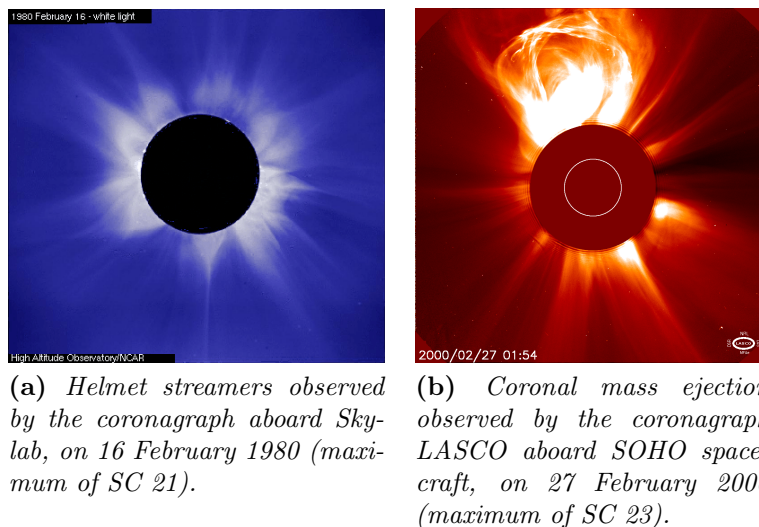 1980 February 16 - white light
High Altitude Observatory/NCAR
2000/02/27 01:54
LASCO
(a) Helmet streamers observed
by the coronagraph aboard Sky-
lab, on 16 February 1980 (maxi-
mum of SC 21).
(b) Coronal mass ejection
observed by the coronagraph
LASCO aboard SOHO space
craft, on 27 February 200
(maximum of SC 23).